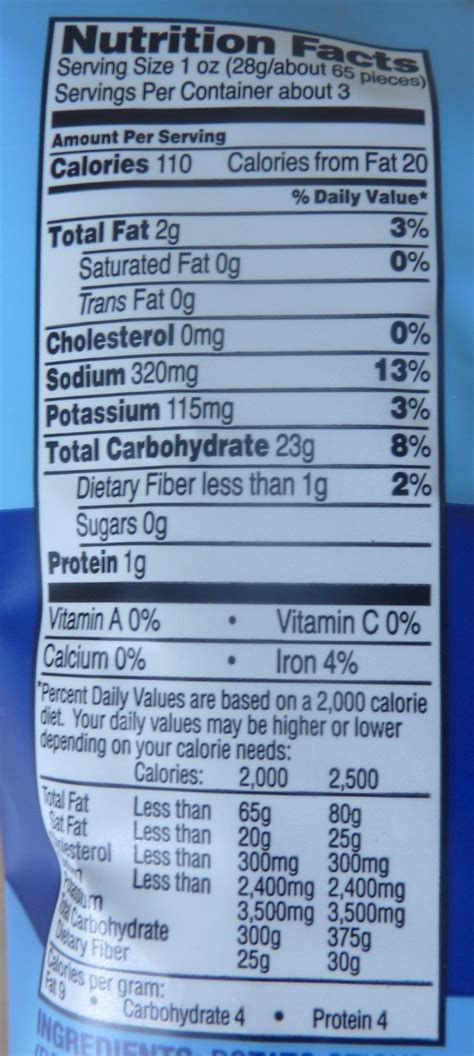 Nutrition Facts
Serving Size 1 oz (28g/about 65 pieces)
Servings Per Container about 3
Amount Per Serving
Calories 110 Calories from Fat 20
% Daily Value*
Total Fat 2g 3%
Saturated Fat 0g 0%
Trans Fat 0g
Cholesterol 0mg 0%
Sodium 320mg 13%
Potassium 115mg 3%
Total Carbohydrate 23g 8%
Dietary Fiber less than 1g 2%
Sugars 0g
Protein 1g
Vitamin A 0% • Vitamin C 0%
Calcium 0% • Iron 4%
*Percent Daily Values are based on a 2,000 calorie
diet. Your daily values may be higher or lower
depending on your calorie needs:
Calories: 2,000 2,500
Total Fat Less than 65g 80g
Sat Fat Less than 20g 25g
Less than 300mg 300mg
Less than 2,400mg 2,400mg
3,500mg 3,500mg
Total Carbohydrate 300g 375g
Dietary Fiber 25g 30g
Calories per gram:
Fat 9 • Carbohydrate 4 • Protein 4